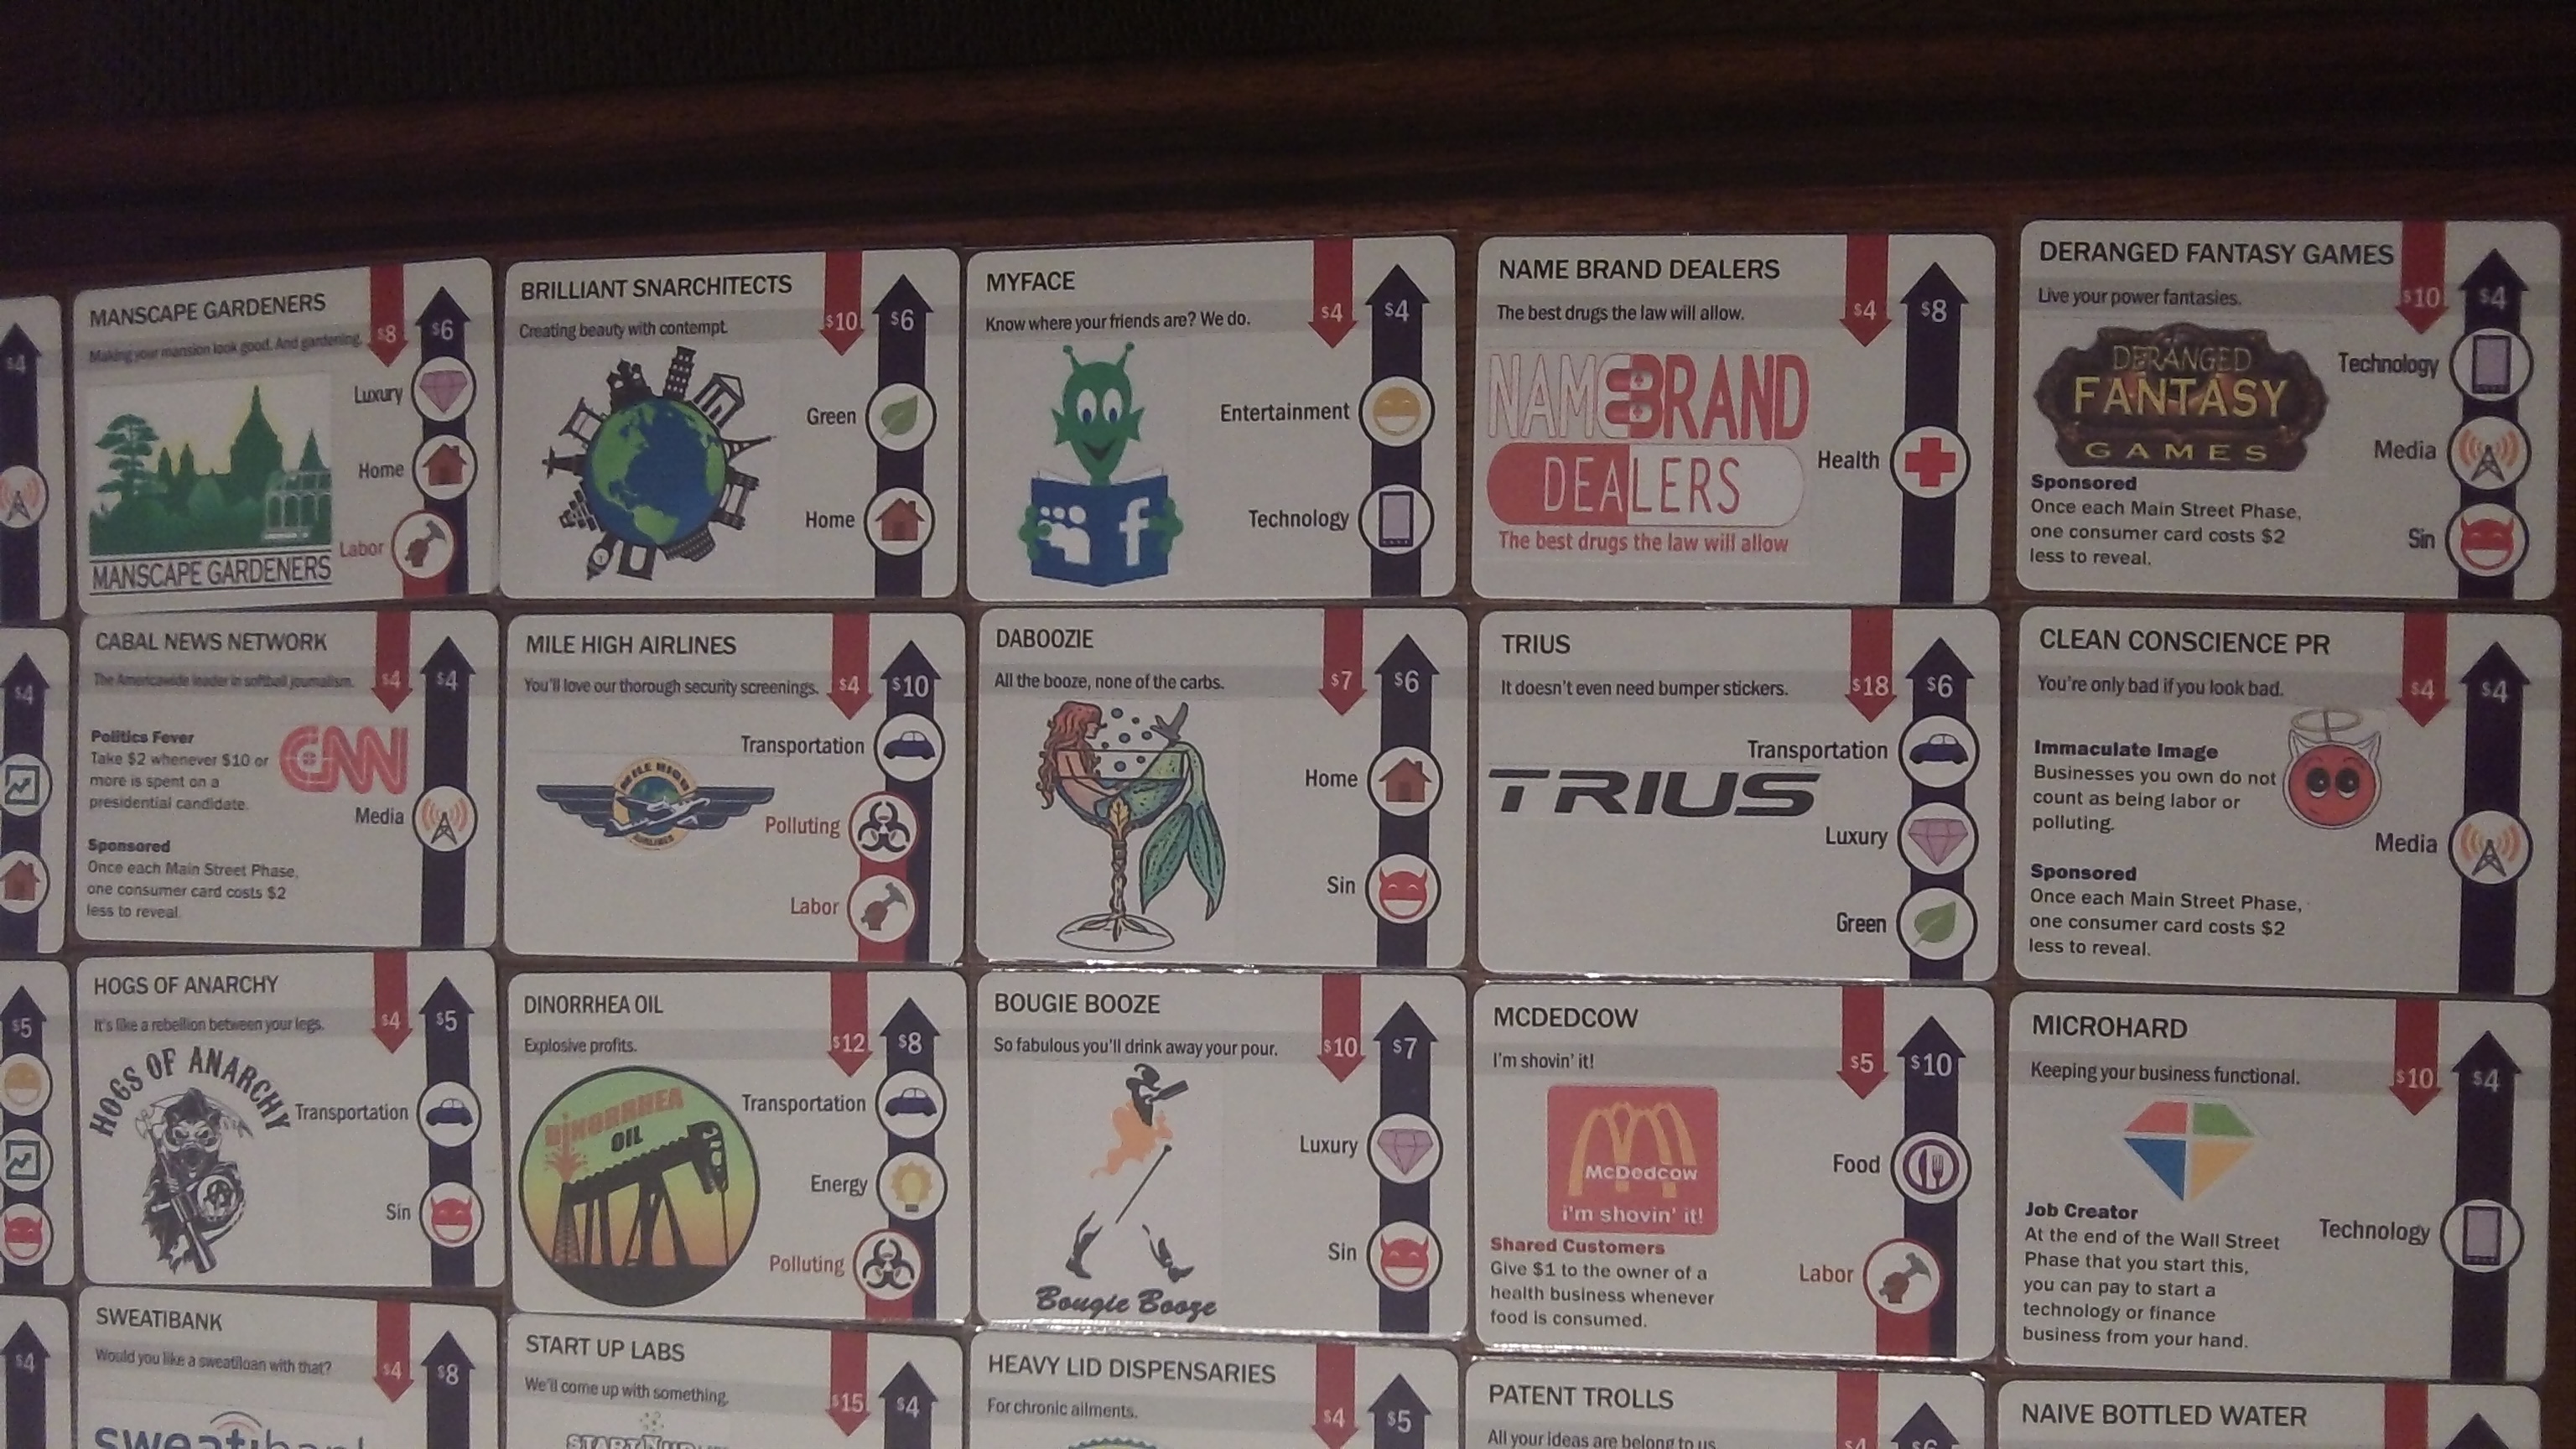 MANSCAPE GARDENERS
Making your mansion look good. And gardening.
$8
$6
Luxury
Home
Labor
MANSCAPE GARDENERS
BRILLIANT SNARCHITECTS
Creating beauty with contempt.
$10
$6
Green
Home
MYFACE
Know where your friends are? We do.
$4
$4
Entertainment
Technology
f
NAME BRAND DEALERS
The best drugs the law will allow.
$4
$8
NAME BRAND
DEALERS
The best drugs the law will allow
Health
DERANGED FANTASY GAMES
Live your power fantasies.
$10
$4
DERANGED
FANTASY
GAMES
Technology
Media
Sin
Sponsored
Once each Main Street Phase,
one consumer card costs $2
less to reveal.
$4
CABAL NEWS NETWORK
The Americawide leader in softball journalism.
$4
$4
Politics Fever
Take $2 whenever $10 or
more is spent on a
presidential candidate.
CNN
Media
Sponsored
Once each Main Street Phase,
one consumer card costs $2
less to reveal.
MILE HIGH AIRLINES
You'll love our thorough security screenings.
$4
$10
Transportation
MILE HIGH
AIRLINES
Polluting
Labor
DABOOZIE
All the booze, none of the carbs.
$7
$6
Home
Sin
TRIUS
It doesn't even need bumper stickers.
$18
$6
Transportation
TRIUS
Luxury
Green
CLEAN CONSCIENCE PR
You're only bad if you look bad.
$4
$4
Immaculate Image
Businesses you own do not
count as being labor or
polluting.
Media
Sponsored
Once each Main Street Phase,
one consumer card costs $2
less to reveal.
$4
HOGS OF ANARCHY
It's like a rebellion between your legs.
$4
$5
HOGS OF ANARCHY
Transportation
Sin
DINORRHEA OIL
Explosive profits.
$12
$8
DINORRHEA
OIL
Transportation
Energy
Polluting
BOUGIE BOOZE
So fabulous you'll drink away your pour.
$10
$7
Luxury
Sin
Bougie Booze
MCDEDCOW
I'm shovin' it!
$5
$10
McDedcow
i'm shovin' it!
Food
Shared Customers
Give $1 to the owner of a
health business whenever
food is consumed.
Labor
MICROHARD
Keeping your business functional.
$10
$4
Job Creator
At the end of the Wall Street
Phase that you start this,
you can pay to start a
technology or finance
business from your hand.
Technology
$5
SWEATIBANK
Would you like a sweatiloan with that?
$4
$8
sweatibank
START UP LABS
We'll come up with something.
$15
$4
HEAVY LID DISPENSARIES
For chronic ailments.
$4
$5
PATENT TROLLS
All your ideas are belong to us
$4
$6
NAIVE BOTTLED WATER
$4